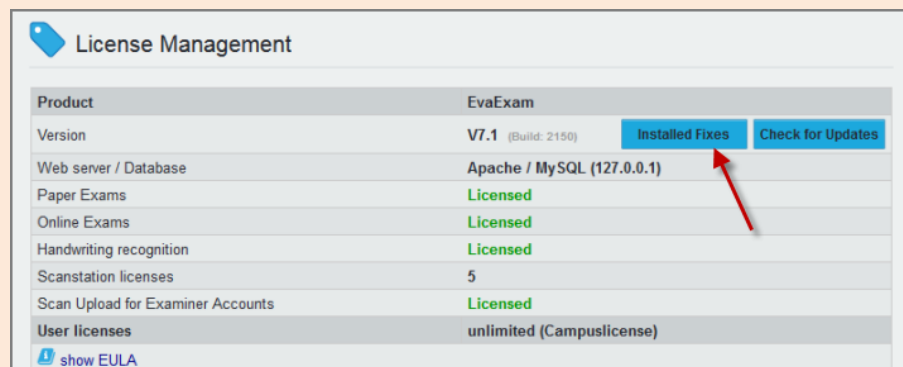 License Management
Product EvaExam
Version V7.1 (Build: 2150) Installed Fixes Check for Updates
Web server / Database Apache / MySQL (127.0.0.1)
Paper Exams Licensed
Online Exams Licensed
Handwriting recognition Licensed
Scanstation licenses 5
Scan Upload for Examiner Accounts Licensed
User licenses unlimited (Campuslicense)
show EULA